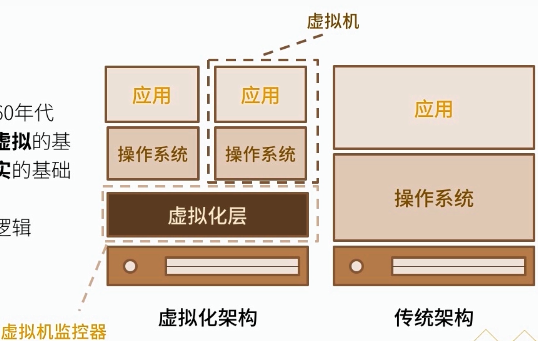 虚拟机
应用
应用
应用
60年代
虚拟的基
实的基础
逻辑
操作系统
操作系统
操作系统
虚拟化层
虚拟化架构
传统架构
虚拟机监控器